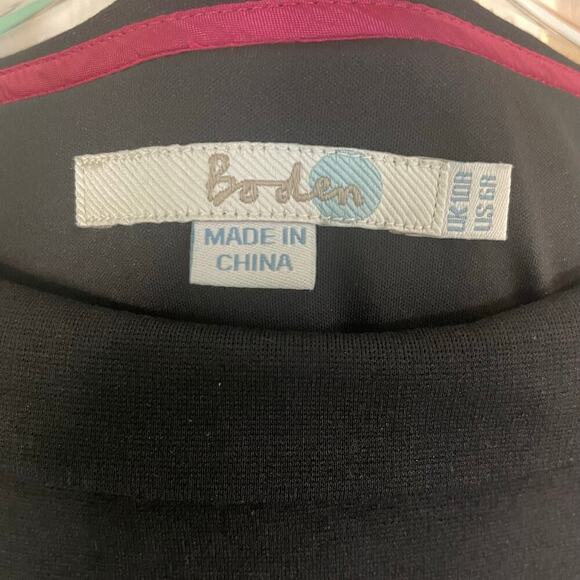 Boden
UK-10R
US 6R
MADE IN
CHINA